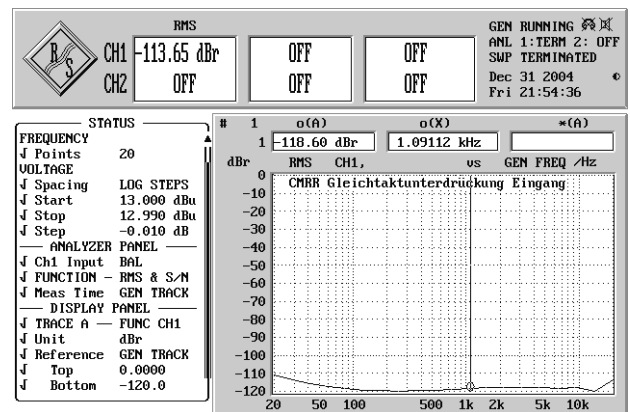 RMS
R
S
CH1 -113.65 dBr OFF OFF
CH2 OFF OFF OFF
GEN RUNNING
ANL 1:TERM 2: OFF
SWP TERMINATED
Dec 31 2004
Fri 21:54:36
STATUS
FREQUENCY
Points 20
VOLTAGE
Spacing LOG STEPS
Start 13.000 dBu
Stop 12.990 dBu
Step -0.010 dB
ANALYZER PANEL
Ch1 Input BAL
FUNCTION – RMS & S/N
Meas Time GEN TRACK
DISPLAY PANEL
TRACE A — FUNC CH1
Unit dBr
Reference GEN TRACK
Top 0.0000
Bottom -120.0
# 1 o(A) o(X) *(A)
1 -118.60 dBr 1.09112 kHz
dBr RMS CH1, vs GEN FREQ /Hz
CMRR Gleichtaktunterdrückung Eingang
0
-10
-20
-30
-40
-50
-60
-70
-80
-90
-100
-110
-120
20 50 100 500 1k 2k 5k 10k